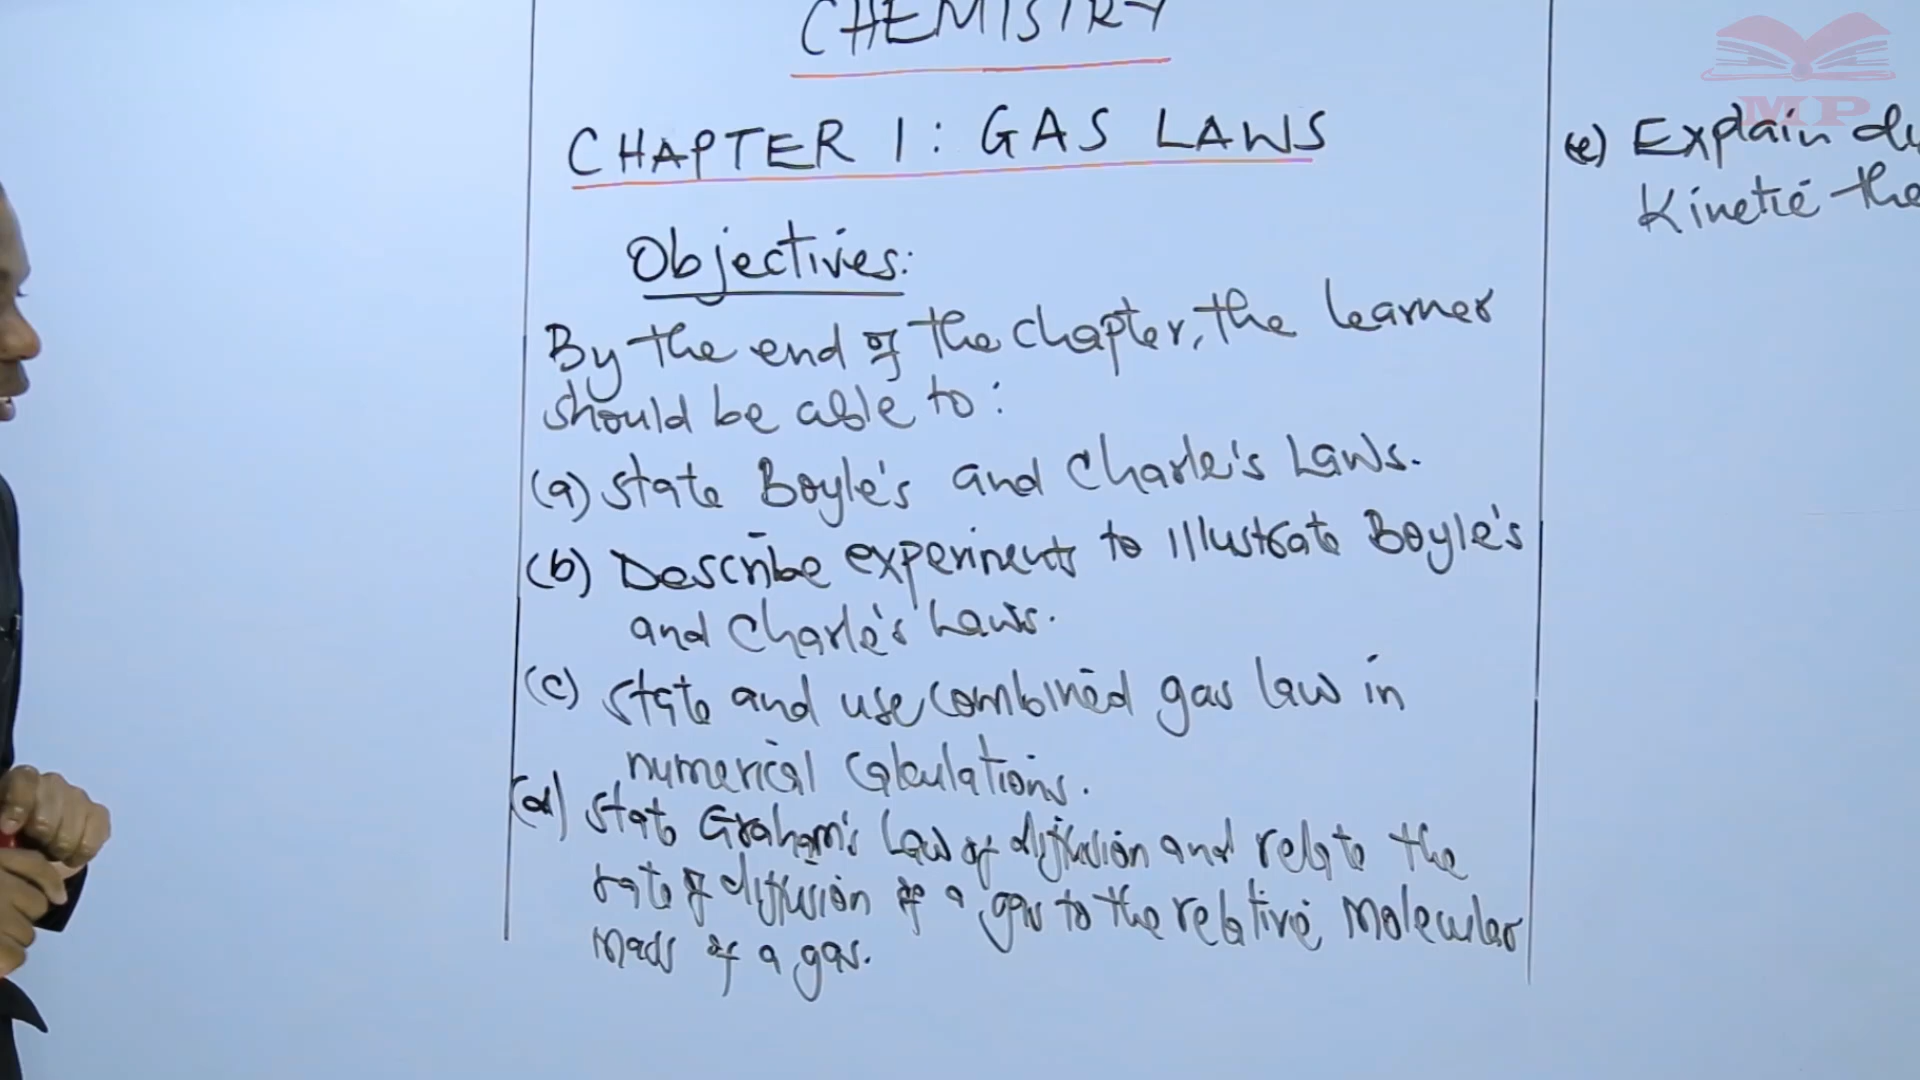 CHEMISTRY
CHAPTER 1: GAS LAWS
Objectives:
By the end of the chapter, the learner
should be able to:
(a) State Boyle's and Charle's Laws.
(b) Describe experiments to illustrate Boyle's
and Charle's Laws.
(c) State and use combined gas law in
numerical calculations.
(d) State Graham's Law of diffusion and relate the
rate of diffusion of a gas to the relative molecular
mass of a gas.
(e) Explain
Kinetic the
MP